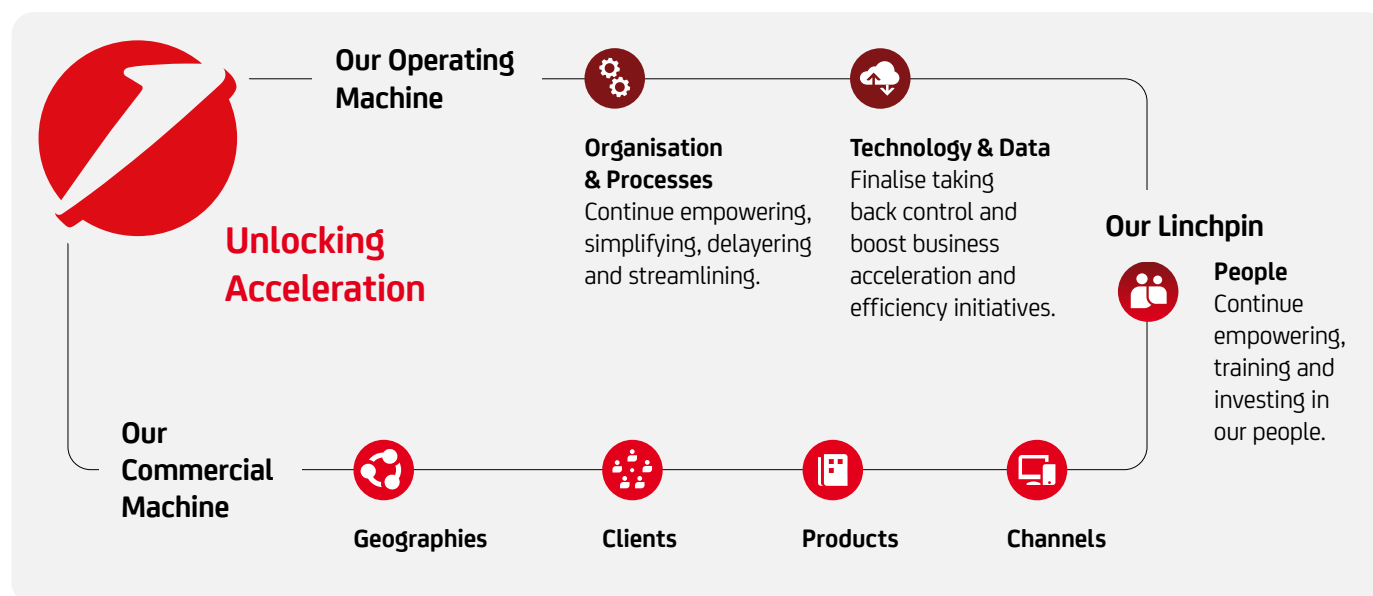 Our Operating
Machine
Organisation
& Processes
Continue empowering,
simplifying, delayering
and streamlining.
Technology & Data
Finalise taking
back control and
boost business
acceleration and
efficiency initiatives.
Unlocking
Acceleration
Our Linchpin
People
Continue
empowering,
training and
investing in
our people.
Our
Commercial
Machine
Geographies
Clients
Products
Channels